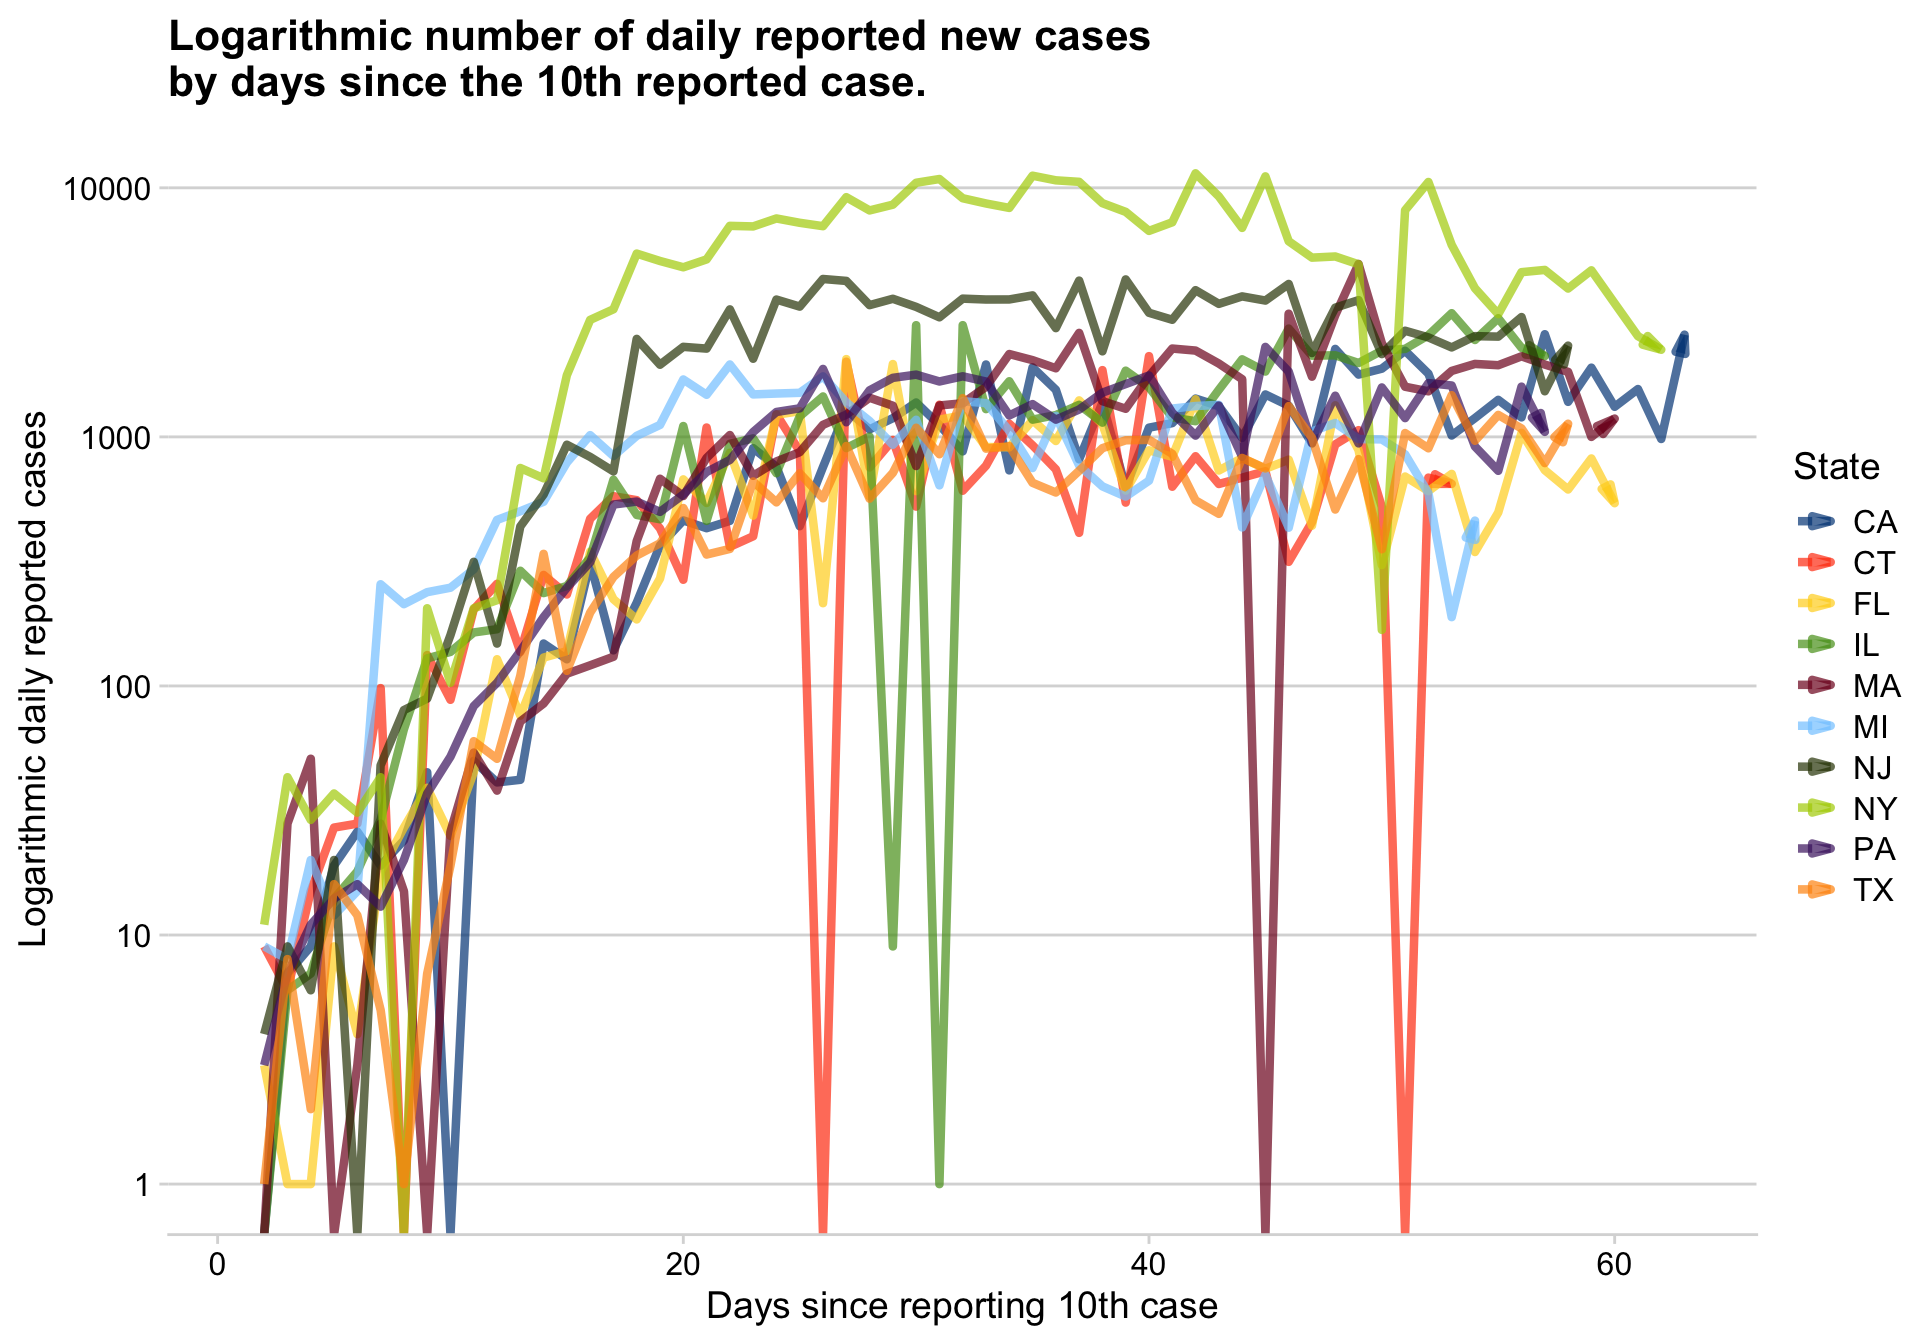 Logarithmic number of daily reported new cases
by days since the 10th reported case.
Logarithmic daily reported cases
10000
1000
100
10
1
0
20
40
60
Days since reporting 10th case
State
CA
CT
FL
IL
MA
MI
NJ
NY
PA
TX